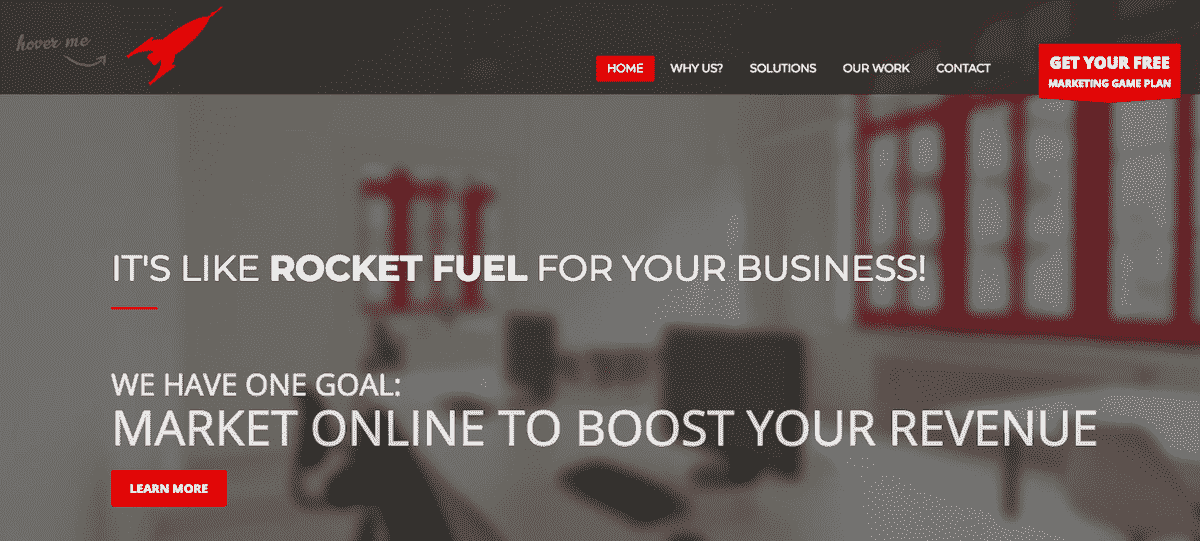 hover me
HOME WHY US? SOLUTIONS OUR WORK CONTACT
GET YOUR FREE
MARKETING GAME PLAN
IT'S LIKE ROCKET FUEL FOR YOUR BUSINESS!
WE HAVE ONE GOAL:
MARKET ONLINE TO BOOST YOUR REVENUE
LEARN MORE